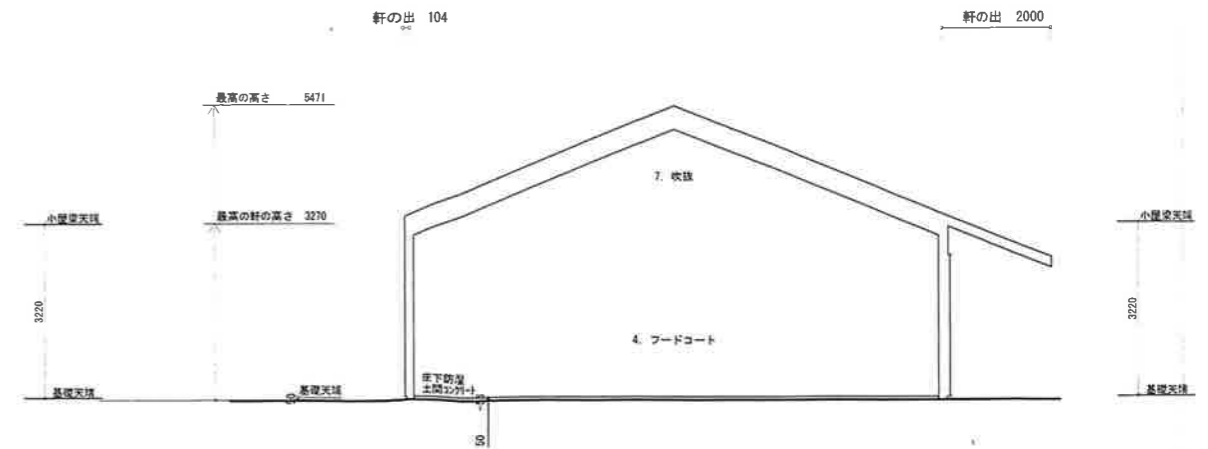 軒の出 104
軒の出 2000
最高の高さ 5471
7. 吹抜
小屋梁天端
最高の軒の高さ 3270
小屋梁天端
3220
3220
4. フードコート
床下防湿
土間コンクリート
基礎天端
基礎天端
基礎天端
50
50